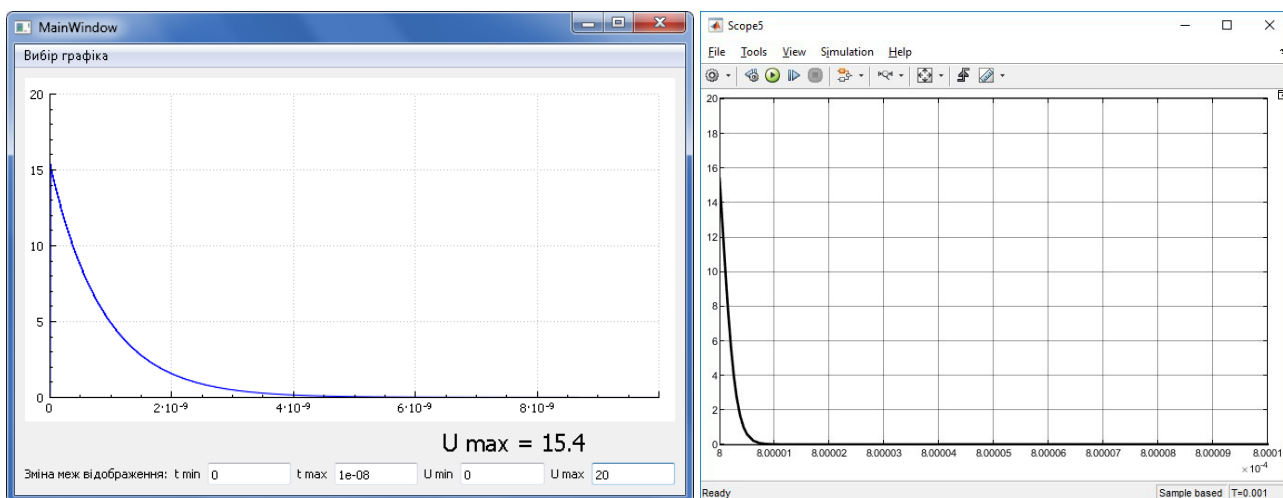 MainWindow
Вибір графіка
20
15
10
5
0
0 2·10⁻⁹ 4·10⁻⁹ 6·10⁻⁹ 8·10⁻⁹
U max = 15.4
Зміна меж відображення: t min 0 t max 1e-08 U min 0 U max 20
Scope5
File Tools View Simulation Help
20
18
16
14
12
10
8
6
4
2
0
8 8.00001 8.00002 8.00003 8.00004 8.00005 8.00006 8.00007 8.00008 8.00009 8.0001
×10⁻⁴
Ready Sample based T=0.001